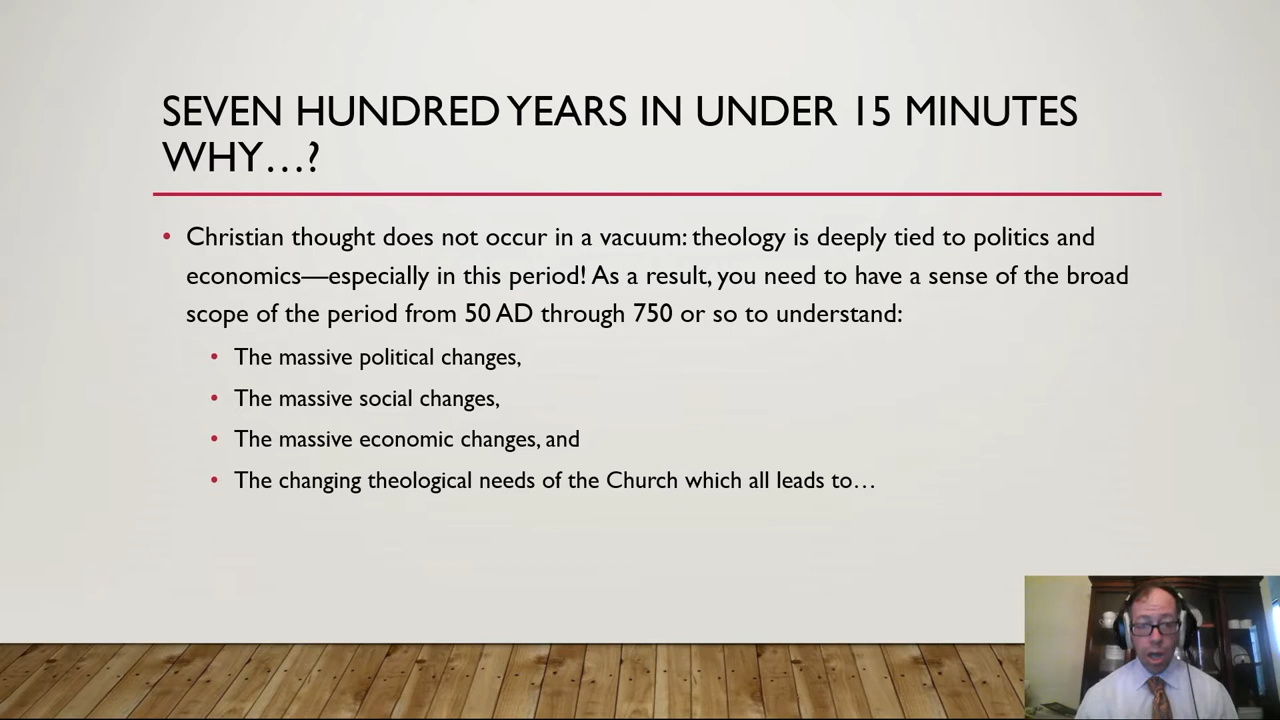 SEVEN HUNDRED YEARS IN UNDER 15 MINUTES
WHY…?
• Christian thought does not occur in a vacuum: theology is deeply tied to politics and
economics—especially in this period! As a result, you need to have a sense of the broad
scope of the period from 50 AD through 750 or so to understand:
• The massive political changes,
• The massive social changes,
• The massive economic changes, and
• The changing theological needs of the Church which all leads to…